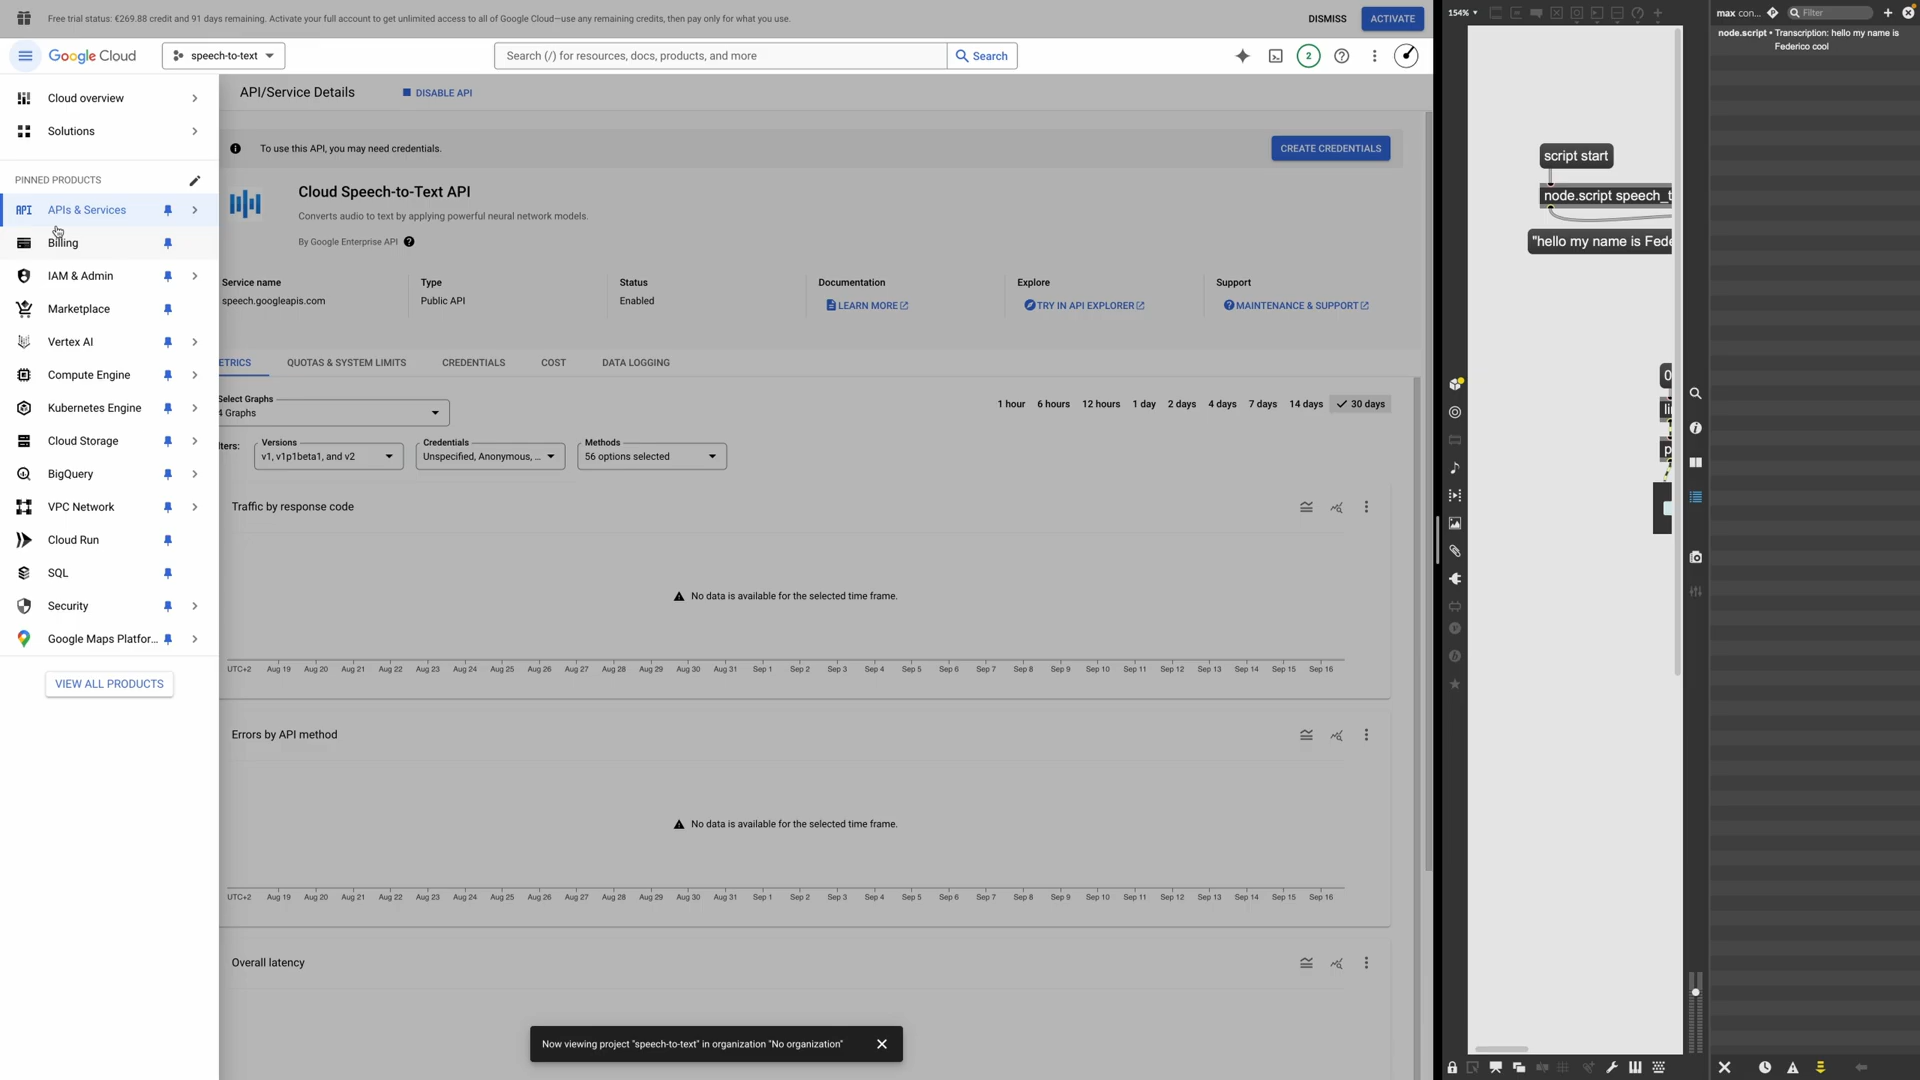 Free trial status: €269.88 credit and 91 days remaining. Activate your full account to get unlimited access to all of Google Cloud—use any remaining credits, then pay only for what you use.
DISMISS
ACTIVATE
Google Cloud
speech-to-text
Search (/) for resources, docs, products, and more
Search
2
Cloud overview
Solutions
PINNED PRODUCTS
API
APIs & Services
Billing
IAM & Admin
Marketplace
Vertex AI
Compute Engine
Kubernetes Engine
Cloud Storage
BigQuery
VPC Network
Cloud Run
SQL
Security
Google Maps Platfor...
VIEW ALL PRODUCTS
API/Service Details
DISABLE API
To use this API, you may need credentials.
CREATE CREDENTIALS
Cloud Speech-to-Text API
Converts audio to text by applying powerful neural network models.
By Google Enterprise API
Service name
speech.googleapis.com
Type
Public API
Status
Enabled
Documentation
LEARN MORE
Explore
TRY IN API EXPLORER
Support
MAINTENANCE & SUPPORT
ETRICS
QUOTAS & SYSTEM LIMITS
CREDENTIALS
COST
DATA LOGGING
Select Graphs
4 Graphs
1 hour
6 hours
12 hours
1 day
2 days
4 days
7 days
14 days
30 days
lters:
Versions
v1, v1p1beta1, and v2
Credentials
Unspecified, Anonymous, ...
Methods
56 options selected
Traffic by response code
No data is available for the selected time frame.
UTC+2 Aug 19 Aug 20 Aug 21 Aug 22 Aug 23 Aug 24 Aug 25 Aug 26 Aug 27 Aug 28 Aug 29 Aug 30 Aug 31 Sep 1 Sep 2 Sep 3 Sep 4 Sep 5 Sep 6 Sep 7 Sep 8 Sep 9 Sep 10 Sep 11 Sep 12 Sep 13 Sep 14 Sep 15 Sep 16
Errors by API method
No data is available for the selected time frame.
UTC+2 Aug 19 Aug 20 Aug 21 Aug 22 Aug 23 Aug 24 Aug 25 Aug 26 Aug 27 Aug 28 Aug 29 Aug 30 Aug 31 Sep 1 Sep 2 Sep 3 Sep 4 Sep 5 Sep 6 Sep 7 Sep 8 Sep 9 Sep 10 Sep 11 Sep 12 Sep 13 Sep 14 Sep 15 Sep 16
Overall latency
Now viewing project "speech-to-text" in organization "No organization"
154%
script start
node.script speech_t
"hello my name is Fede
0
li
p
max con...
Filter
node.script • Transcription: hello my name is
Federico cool